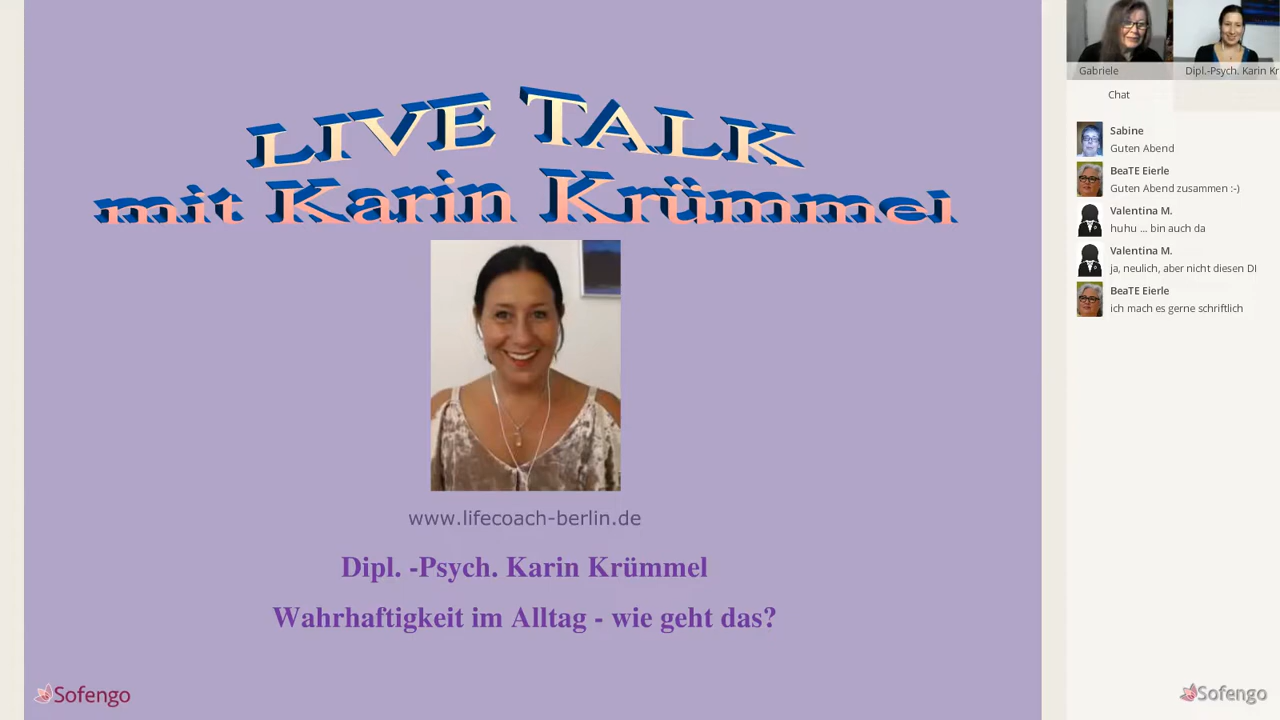 LIVE TALK
mit Karin Krümmel
www.lifecoach-berlin.de
Dipl. -Psych. Karin Krümmel
Wahrhaftigkeit im Alltag - wie geht das?
Sofengo
Gabriele
Dipl.-Psych. Karin Kr
Chat
Sabine
Guten Abend
BeaTE Eierle
Guten Abend zusammen :-)
Valentina M.
huhu ... bin auch da
Valentina M.
ja, neulich, aber nicht diesen DI
BeaTE Eierle
ich mach es gerne schriftlich
Sofengo